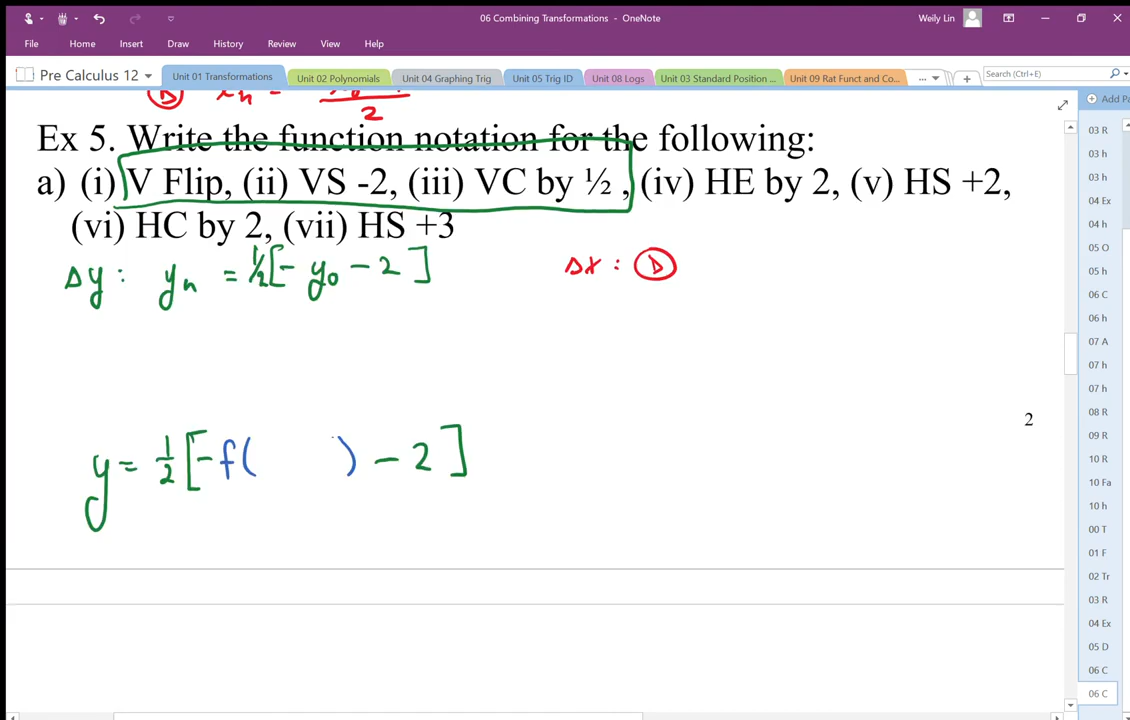 06 Combining Transformations - OneNote
Weily Lin
File Home Insert Draw History Review View Help
Pre Calculus 12
Unit 01 Transformations Unit 02 Polynomials Unit 04 Graphing Trig Unit 05 Trig ID Unit 08 Logs Unit 03 Standard Position ... Unit 09 Rat Funct and Co... ...
Search (Ctrl+E)
Add Pa
2
Ex 5. Write the function notation for the following:
a) (i) V Flip, (ii) VS -2, (iii) VC by ½ , (iv) HE by 2, (v) HS +2,
(vi) HC by 2, (vii) HS +3
Δy : yₙ = ½[- y₀ - 2 ]
Δx : D
2
y = ½ [- f( ) - 2 ]
03 R
03 h
03 h
04 Ex
04 h
05 O
05 h
06 C
06 h
07 A
07 h
07 h
08 R
09 R
10 R
10 Fa
10 h
00 T
01 F
02 Tr
03 R
04 Ex
05 D
06 C
06 C